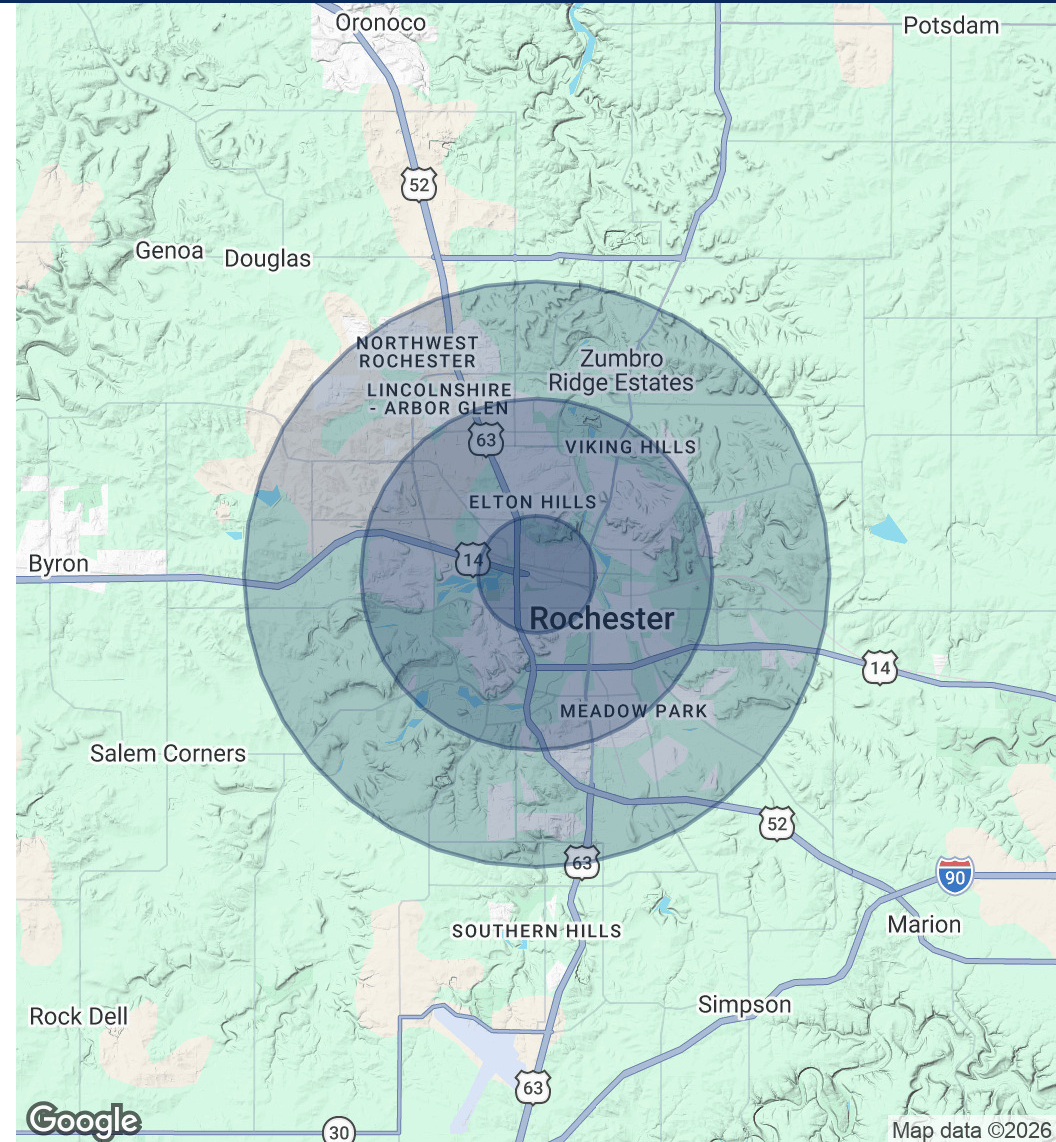 Oronoco
Potsdam
52
Genoa
Douglas
NORTHWEST
ROCHESTER
Zumbro
Ridge Estates
LINCOLNSHIRE
- ARBOR GLEN
63
VIKING HILLS
ELTON HILLS
14
Byron
Rochester
14
MEADOW PARK
Salem Corners
52
63
90
Marion
SOUTHERN HILLS
Simpson
Rock Dell
63
Google
30
Map data ©2026